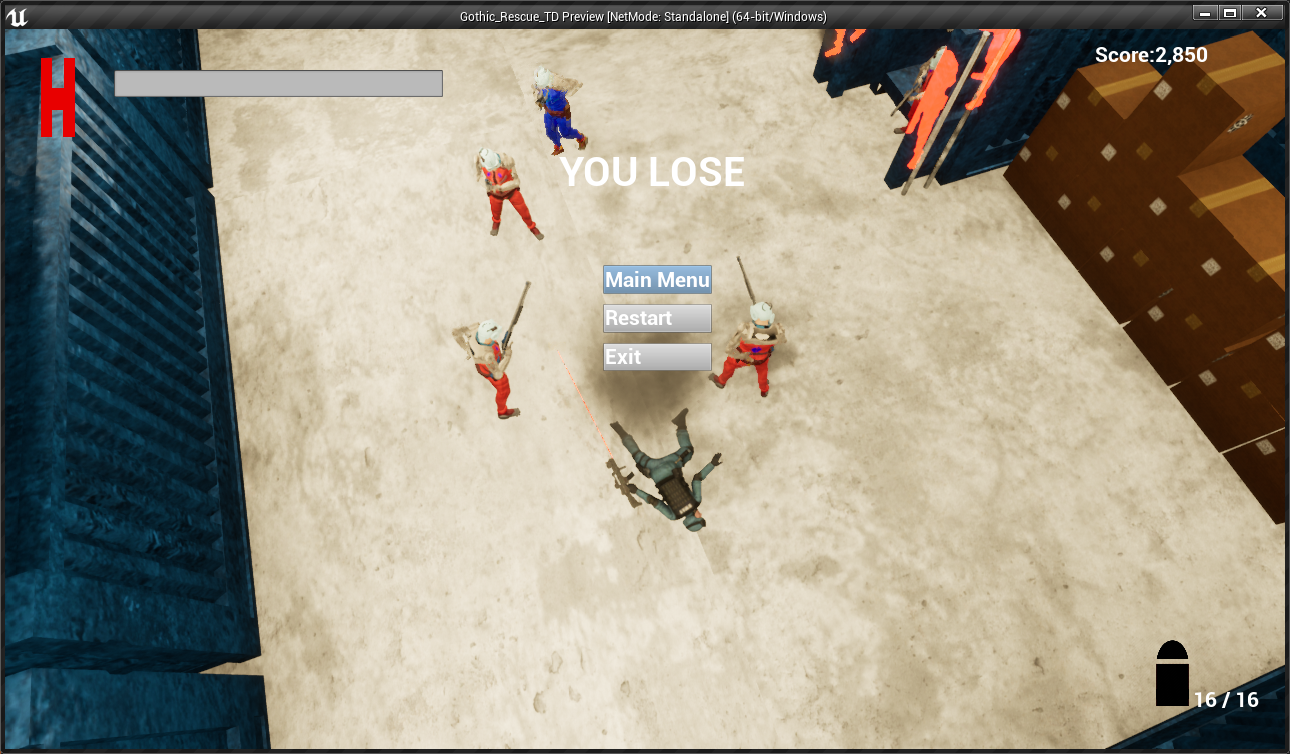 Gothic_Rescue_TD Preview [NetMode: Standalone] (64-bit/Windows)
H
Score:2,850
YOU LOSE
Main Menu
Restart
Exit
16 / 16